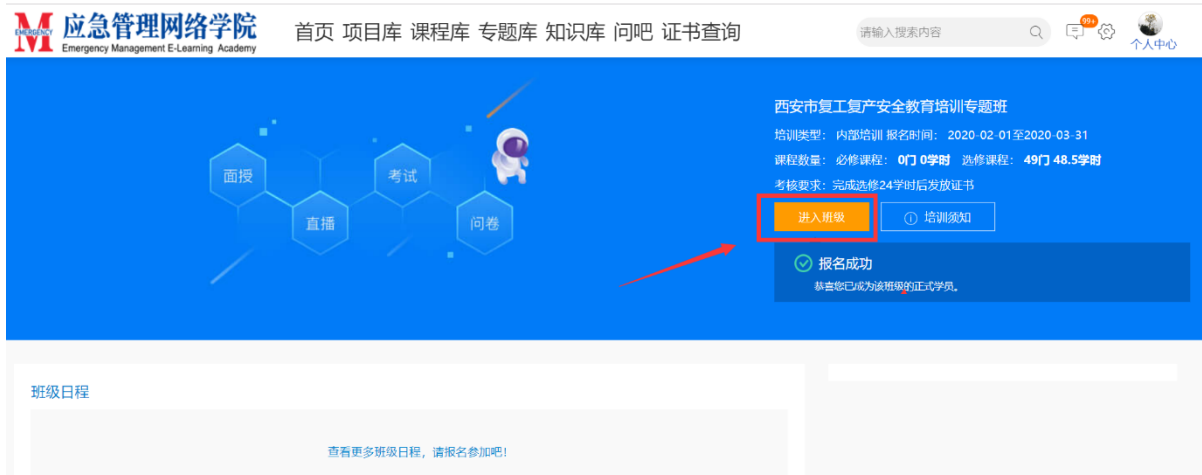 EMERGENCY
应急管理网络学院
Emergency Management E-Learning Academy
首页 项目库 课程库 专题库 知识库 问吧 证书查询
请输入搜索内容
99+
个人中心
面授
考试
直播
问卷
西安市复工复产安全教育培训专题班
培训类型： 内部培训 报名时间： 2020-02-01至2020-03-31
课程数量： 必修课程： 0门 0学时 选修课程： 49门 48.5学时
考核要求：完成选修24学时后发放证书
进入班级
培训须知
报名成功
恭喜您已成为该班级的正式学员。
班级日程
查看更多班级日程，请报名参加吧！